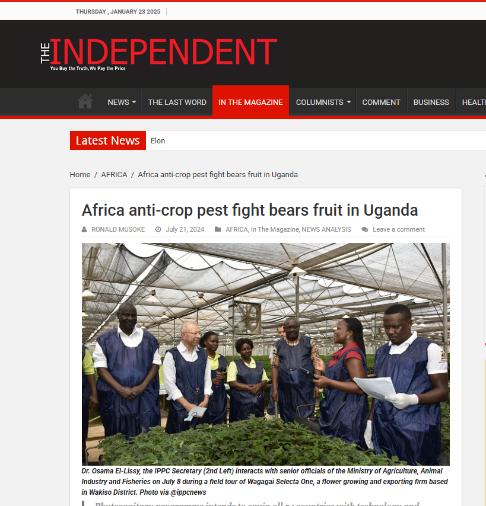 THURSDAY , JANUARY 23 2025
THE INDEPENDENT
You Buy the Truth, We Pay the Price
NEWS THE LAST WORD IN THE MAGAZINE COLUMNISTS COMMENT BUSINESS HEALT
Latest News Elon
Home / AFRICA / Africa anti-crop pest fight bears fruit in Uganda
Africa anti-crop pest fight bears fruit in Uganda
RONALD MUSOKE July 21, 2024 AFRICA, In The Magazine, NEWS ANALYSIS Leave a comment
Dr. Osama El-Lissy, the IPPC Secretary (2nd Left) interacts with senior officials of the Ministry of Agriculture, Animal
Industry and Fisheries on July 8 during a field tour of Wagagai Selecta One, a flower growing and exporting firm based
in Wakiso District. Photo via @ippcnews